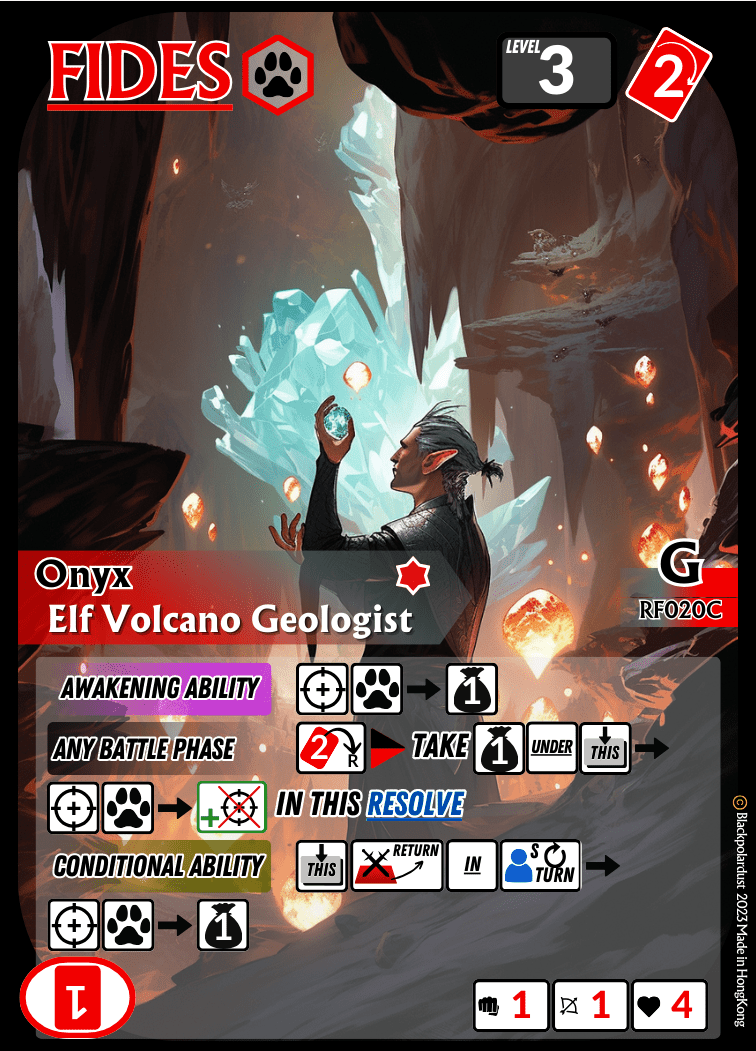 FIDES
LEVEL 3
2
Onyx
Elf Volcano Geologist
G
RF020C
AWAKENING ABILITY 1
ANY BATTLE PHASE 2 R TAKE 1 UNDER THIS
IN THIS RESOLVE
CONDITIONAL ABILITY THIS RETURN IN S TURN
1
1
1 1 4
© Blackpolardust 2023 Made in HongKong